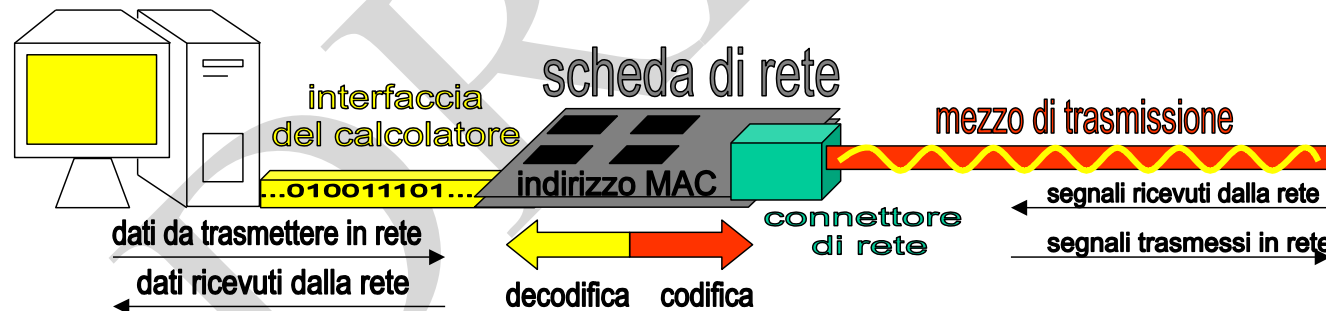 scheda di rete
interfaccia
del calcolatore
mezzo di trasmissione
...010011101...
indirizzo MAC
connettore
di rete
segnali ricevuti dalla rete
segnali trasmessi in rete
dati da trasmettere in rete
dati ricevuti dalla rete
decodifica codifica